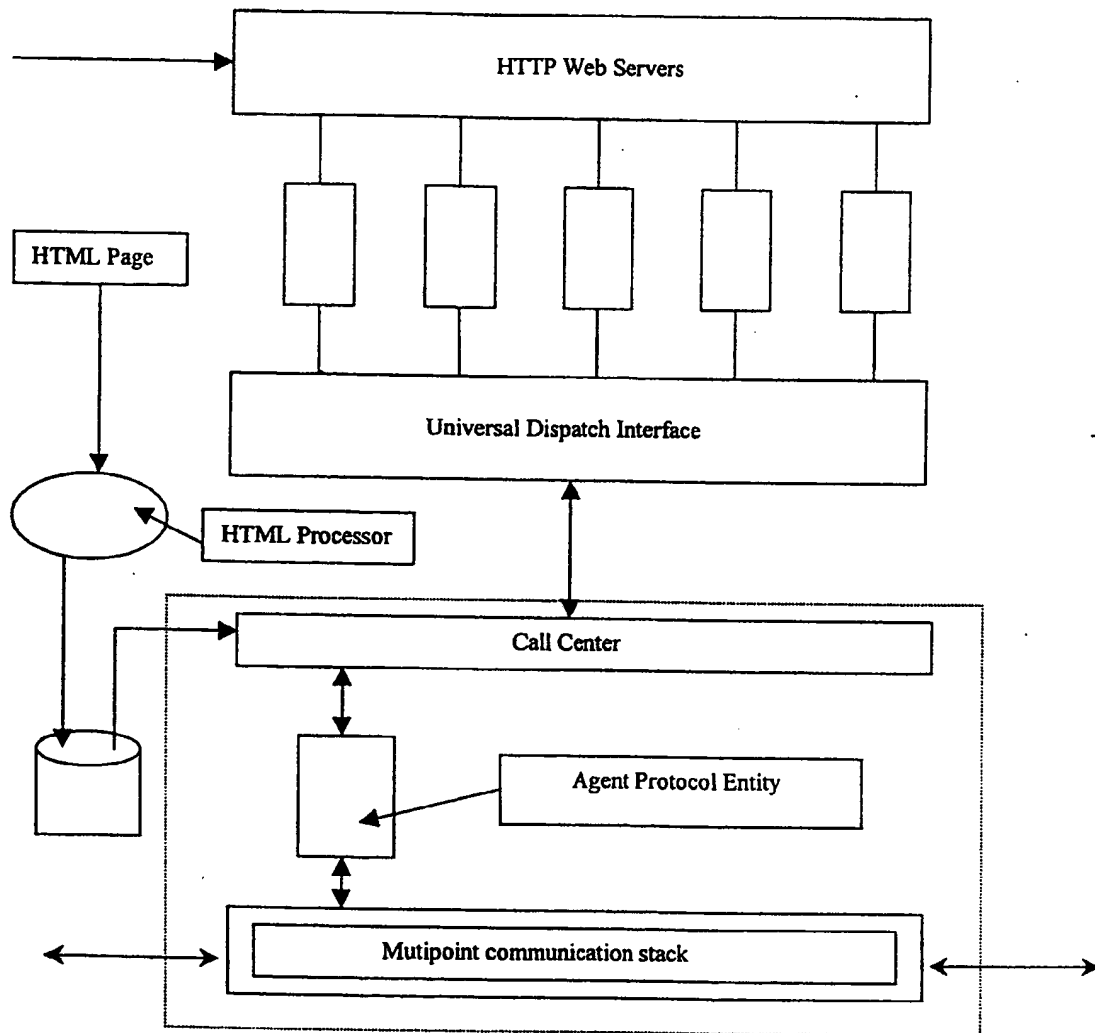 HTTP Web Servers
HTML Page
Universal Dispatch Interface
HTML Processor
Call Center
Agent Protocol Entity
Mutipoint communication stack